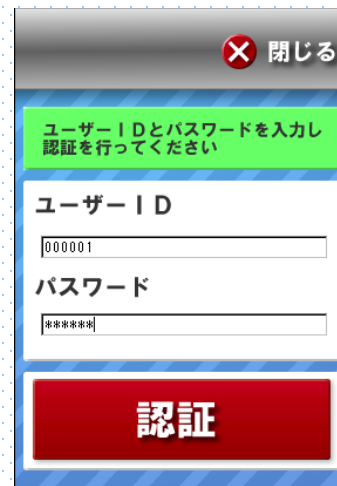 閉じる
ユーザーIDとパスワードを入力し
認証を行ってください
ユーザーID
000001
パスワード
******
認証